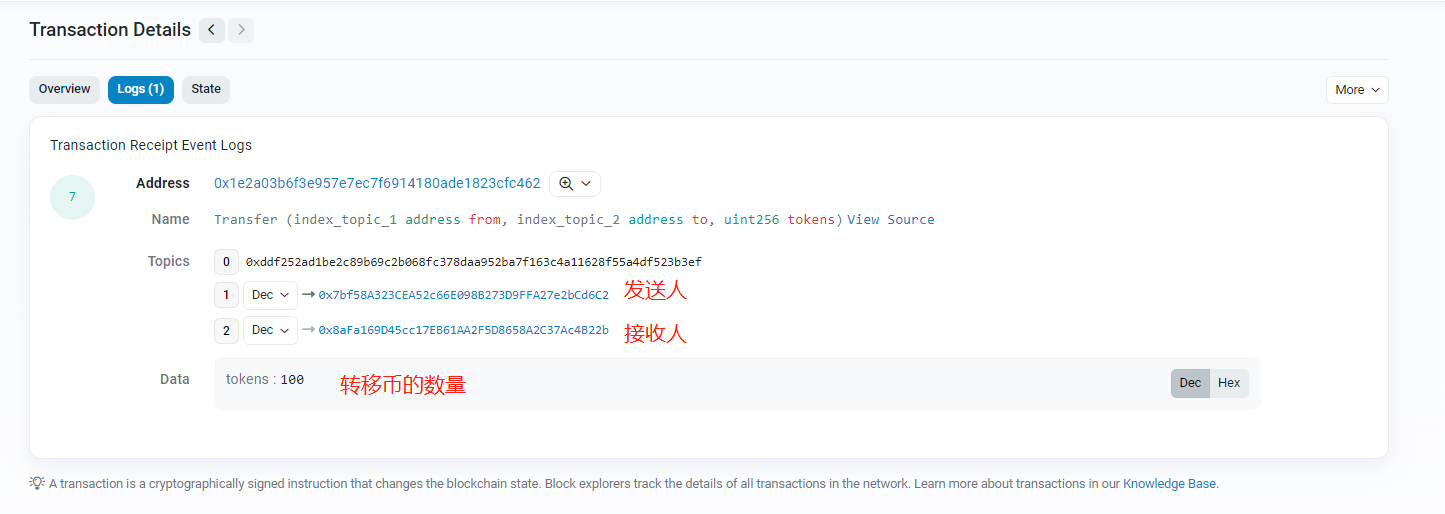 Transaction Details
Overview Logs (1) State More
Transaction Receipt Event Logs
7
Address 0x1e2a03b6f3e957e7ec7f6914180ade1823cfc462
Name Transfer (index_topic_1 address from, index_topic_2 address to, uint256 tokens) View Source
Topics 0 0xddf252ad1be2c89b69c2b068fc378daa952ba7f163c4a11628f55a4df523b3ef
1 Dec → 0x7bf58A323CEA52c66E098B273D9FFA27e2bCd6C2 发送人
2 Dec → 0x8aFa169D45cc17EB61AA2F5D8658A2C37Ac4B22b 接收人
Data tokens : 100 转移币的数量 Dec Hex
A transaction is a cryptographically signed instruction that changes the blockchain state. Block explorers track the details of all transactions in the network. Learn more about transactions in our Knowledge Base.